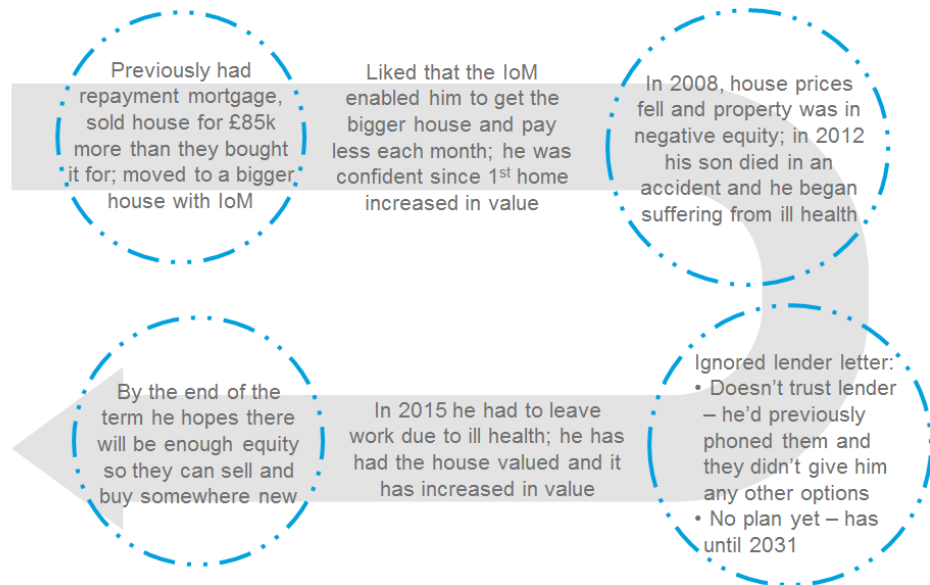 Previously had
repayment mortgage,
sold house for £85k
more than they bought
it for; moved to a bigger
house with IoM
Liked that the IoM
enabled him to get the
bigger house and pay
less each month; he was
confident since 1st home
increased in value
In 2008, house prices
fell and property was in
negative equity; in 2012
his son died in an
accident and he began
suffering from ill health
Ignored lender letter:
• Doesn’t trust lender
– he’d previously
phoned them and
they didn’t give him
any other options
• No plan yet – has
until 2031
In 2015 he had to leave
work due to ill health; he has
had the house valued and it
has increased in value
By the end of the
term he hopes there
will be enough equity
so they can sell and
buy somewhere new